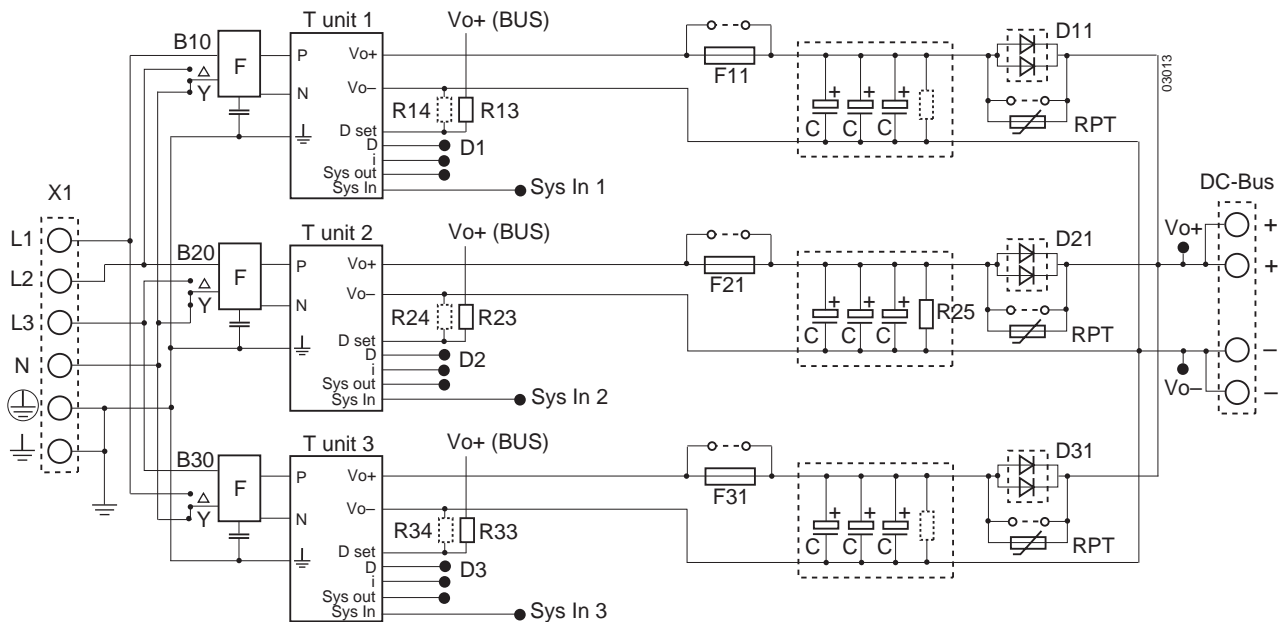 T unit 1
Vo+ (BUS)
B10
F
P
N
Vo+
Vo–
Δ
Y
R14
R13
D set
D
i
Sys out
Sys In
D1
Sys In 1
F11
+
+
+
C
C
C
D11
RPT
03013
X1
L1
L2
L3
N
T unit 2
Vo+ (BUS)
B20
F
P
N
Vo+
Vo–
Δ
Y
R24
R23
D set
D
i
Sys out
Sys In
D2
Sys In 2
F21
+
+
+
C
C
C
R25
D21
RPT
DC-Bus
Vo+
+
+
–
–
Vo–
T unit 3
Vo+ (BUS)
B30
F
P
N
Vo+
Vo–
Δ
Y
R34
R33
D set
D
i
Sys out
Sys In
D3
Sys In 3
F31
+
+
+
C
C
C
D31
RPT